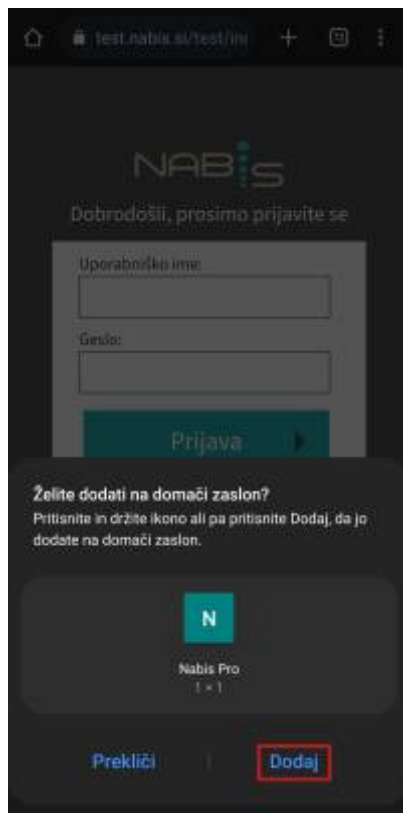 test.nabis.si/test/in
NABIS
Dobrodošli, prosimo prijavite se
Uporabniško ime:
Geslo:
Prijava
Želite dodati na domači zaslon?
Pritisnite in držite ikono ali pa pritisnite Dodaj, da jo
dodate na domači zaslon.
N
Nabis Pro
1 × 1
Prekliči
Dodaj